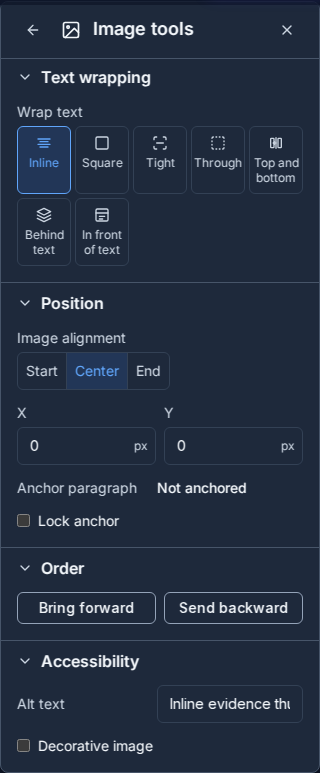 Image tools
Text wrapping
Wrap text
Inline
Square
Tight
Through
Top and
bottom
Behind
text
In front
of text
Position
Image alignment
Start
Center
End
X
Y
0 px
0 px
Anchor paragraph Not anchored
Lock anchor
Order
Bring forward
Send backward
Accessibility
Alt text
Inline evidence
Decorative image